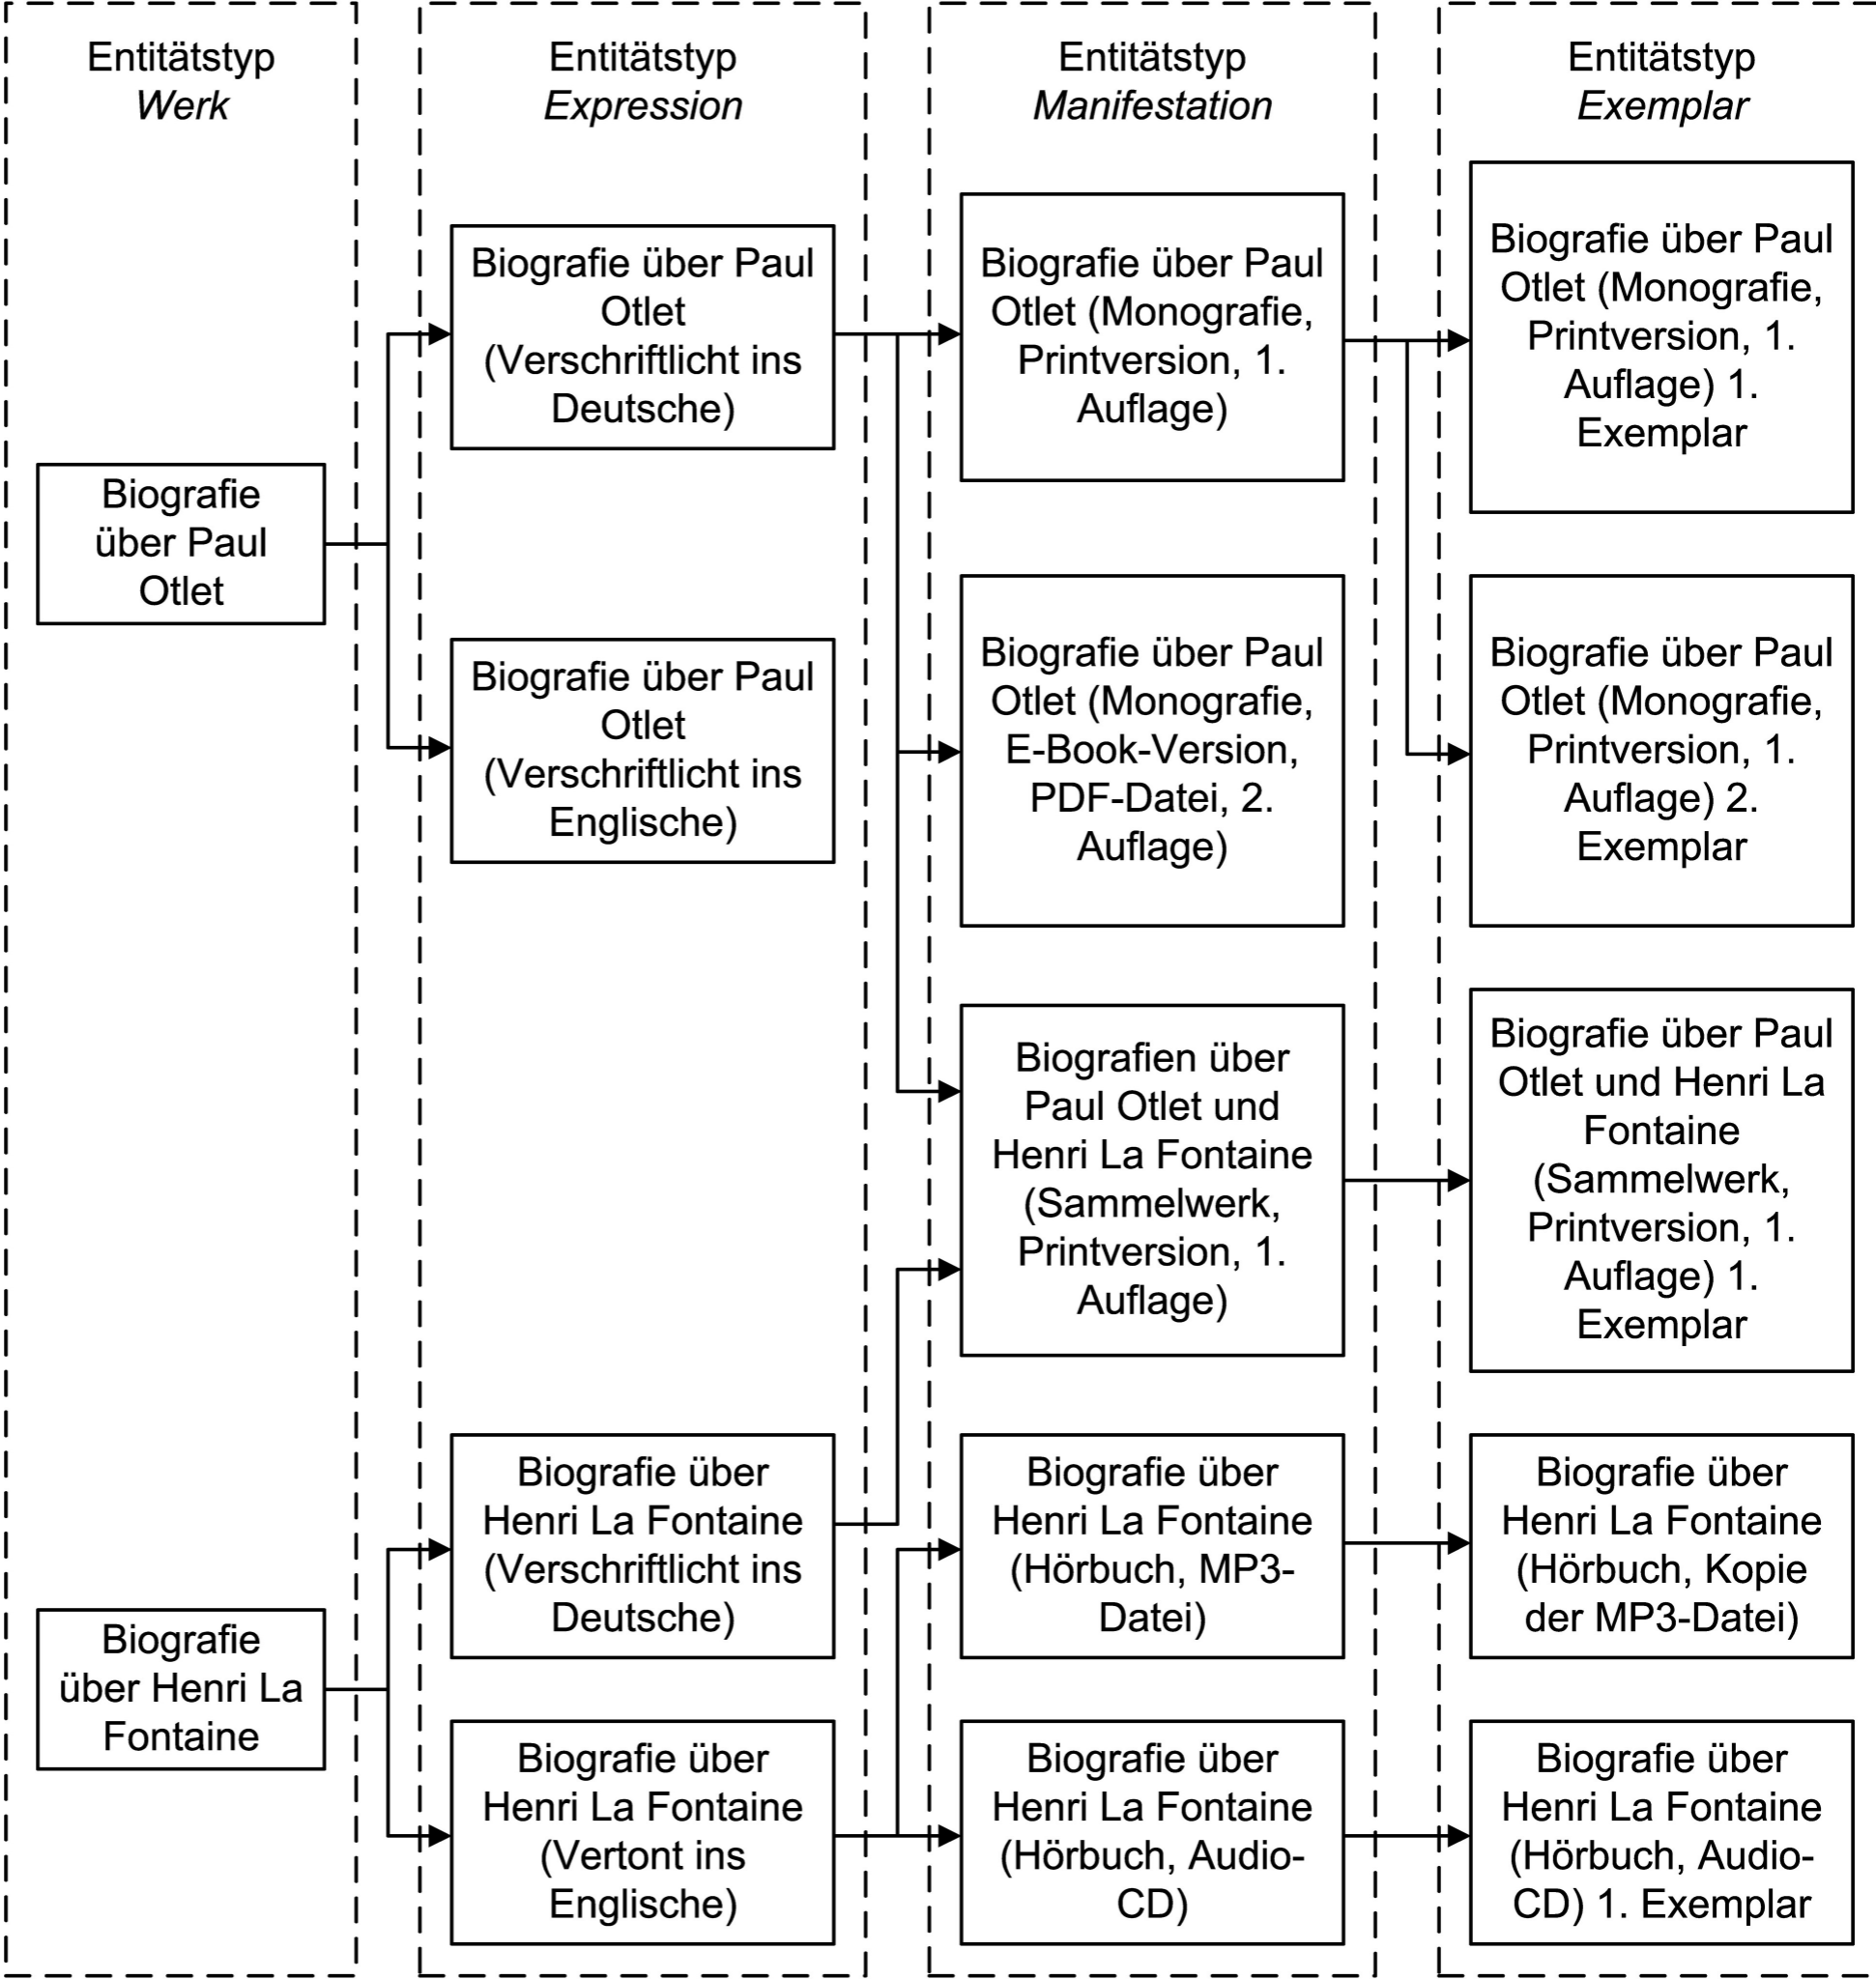 Entitätstyp
Werk
Biografie
über Paul
Otlet
Biografie
über Henri La
Fontaine
Entitätstyp
Expression
Biografie über Paul
Otlet
(Verschriftlicht ins
Deutsche)
Biografie über Paul
Otlet
(Verschriftlicht ins
Englische)
Biografie über
Henri La Fontaine
(Verschriftlicht ins
Deutsche)
Biografie über
Henri La Fontaine
(Vertont ins
Englische)
Entitätstyp
Manifestation
Biografie über Paul
Otlet (Monografie,
Printversion, 1.
Auflage)
Biografie über Paul
Otlet (Monografie,
E-Book-Version,
PDF-Datei, 2.
Auflage)
Biografien über
Paul Otlet und
Henri La Fontaine
(Sammelwerk,
Printversion, 1.
Auflage)
Biografie über
Henri La Fontaine
(Hörbuch, MP3-
Datei)
Biografie über
Henri La Fontaine
(Hörbuch, Audio-
CD)
Entitätstyp
Exemplar
Biografie über Paul
Otlet (Monografie,
Printversion, 1.
Auflage) 1.
Exemplar
Biografie über Paul
Otlet (Monografie,
Printversion, 1.
Auflage) 2.
Exemplar
Biografie über Paul
Otlet und Henri La
Fontaine
(Sammelwerk,
Printversion, 1.
Auflage) 1.
Exemplar
Biografie über
Henri La Fontaine
(Hörbuch, Kopie
der MP3-Datei)
Biografie über
Henri La Fontaine
(Hörbuch, Audio-
CD) 1. Exemplar